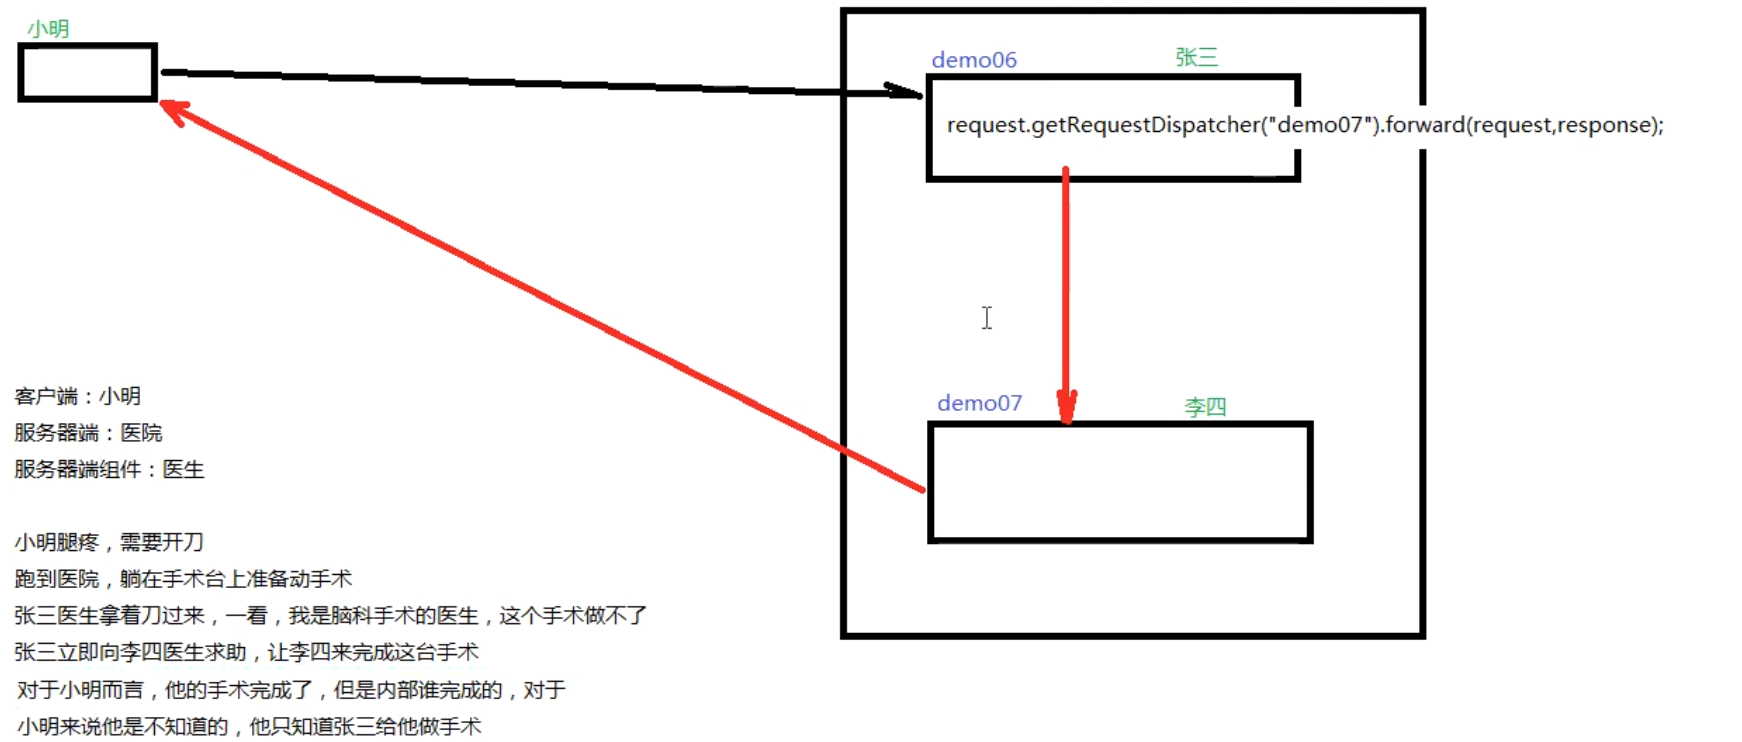 小明
demo06
张三
request.getRequestDispatcher("demo07").forward(request,response);
demo07
李四
客户端：小明
服务器端：医院
服务器端组件：医生
小明腿疼，需要开刀
跑到医院，躺在手术台上准备动手术
张三医生拿着刀过来，一看，我是脑科手术的医生，这个手术做不了
张三立即向李四医生求助，让李四来完成这台手术
对于小明而言，他的手术完成了，但是内部谁完成的，对于
小明来说他是不知道的，他只知道张三给他做手术